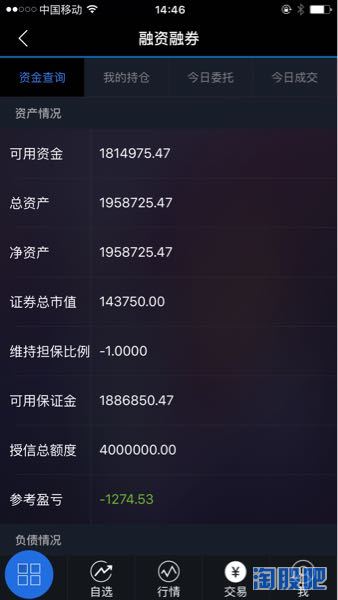 中国移动 14:46
融资融券
资金查询 我的持仓 今日委托 今日成交
资产情况
可用资金 1814975.47
总资产 1958725.47
净资产 1958725.47
证券总市值 143750.00
维持担保比例 -1.0000
可用保证金 1886850.47
授信总额度 4000000.00
参考盈亏 -1274.53
负债情况
自选 行情 交易 我
淘股吧